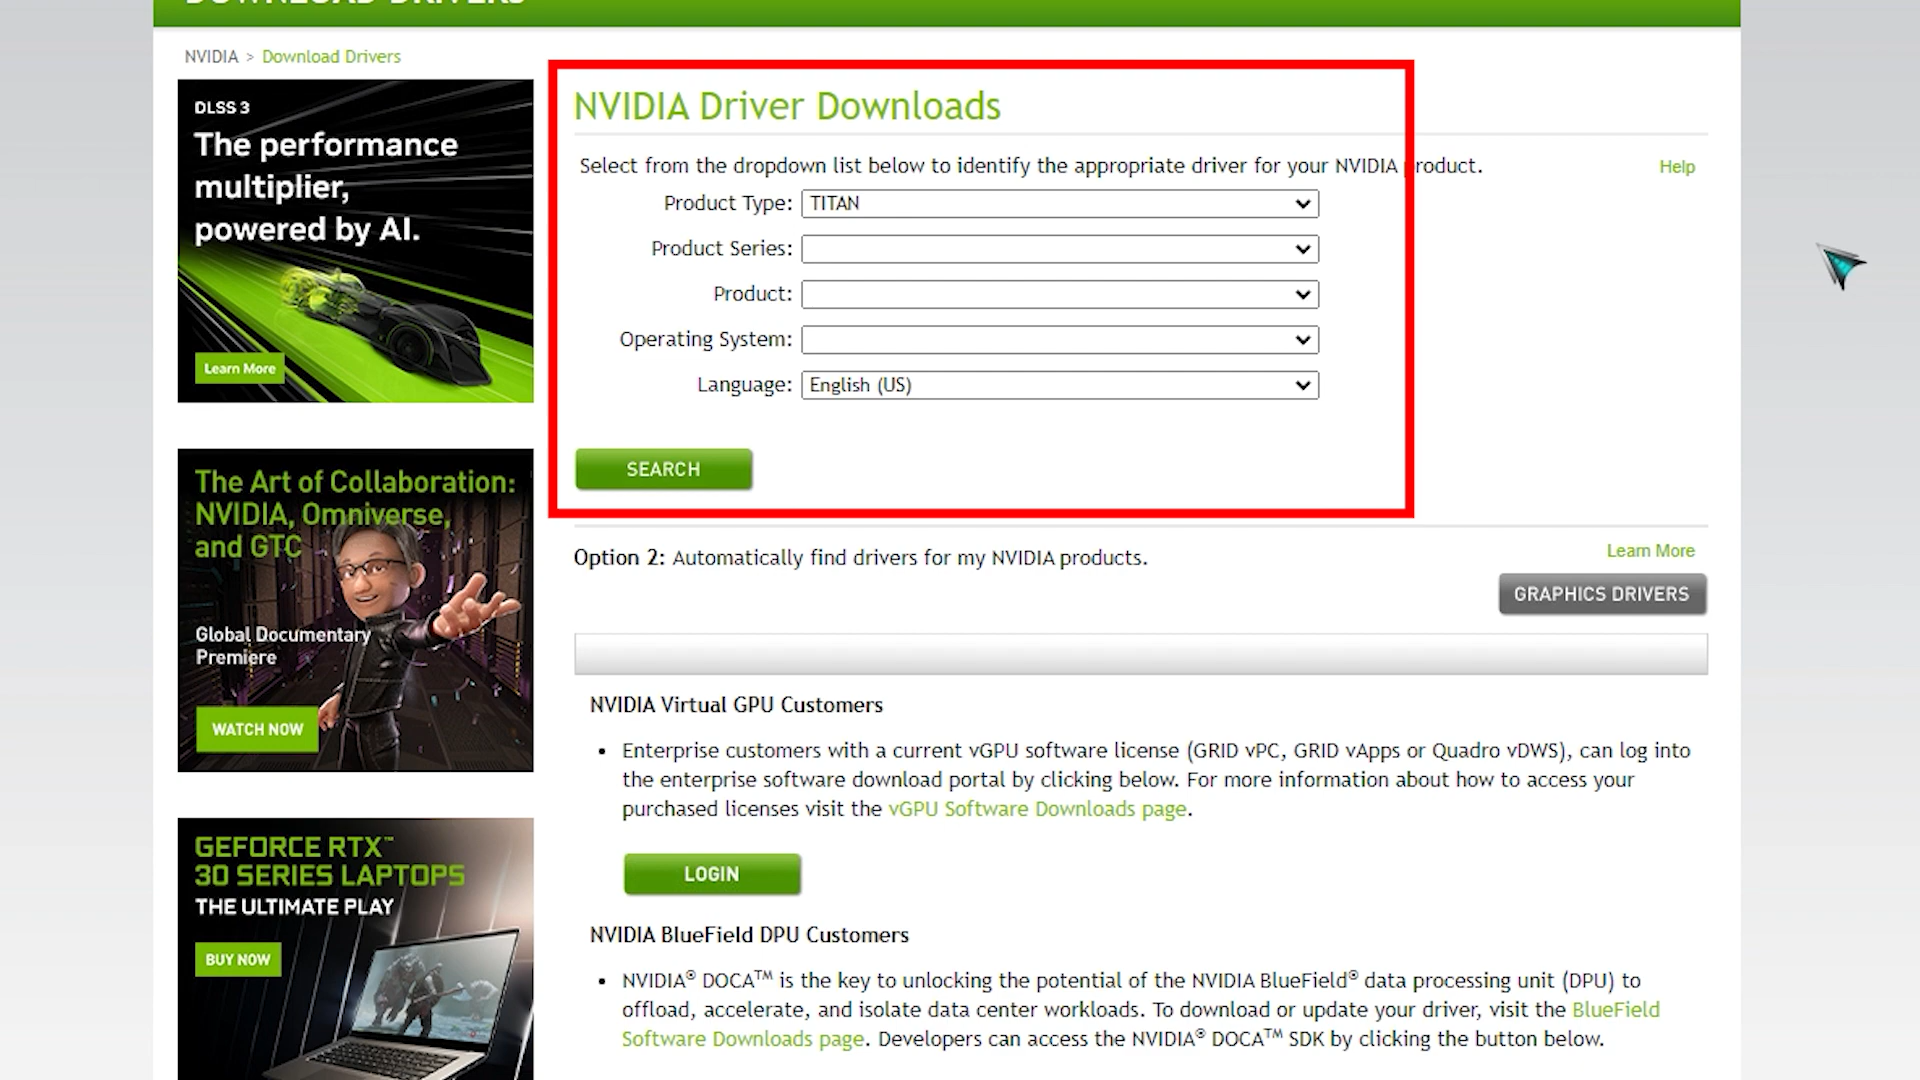 DOWNLOAD DRIVERS
NVIDIA > Download Drivers
DLSS 3
The performance
multiplier,
powered by AI.
Learn More
NVIDIA Driver Downloads
Select from the dropdown list below to identify the appropriate driver for your NVIDIA product.
Help
Product Type: TITAN
Product Series:
Product:
Operating System:
Language: English (US)
SEARCH
The Art of Collaboration:
NVIDIA, Omniverse,
and GTC
Global Documentary
Premiere
WATCH NOW
Option 2: Automatically find drivers for my NVIDIA products.
Learn More
GRAPHICS DRIVERS
NVIDIA Virtual GPU Customers
• Enterprise customers with a current vGPU software license (GRID vPC, GRID vApps or Quadro vDWS), can log into
the enterprise software download portal by clicking below. For more information about how to access your
purchased licenses visit the vGPU Software Downloads page.
LOGIN
GEFORCE RTX™
30 SERIES LAPTOPS
THE ULTIMATE PLAY
BUY NOW
NVIDIA BlueField DPU Customers
• NVIDIA® DOCA™ is the key to unlocking the potential of the NVIDIA BlueField® data processing unit (DPU) to
offload, accelerate, and isolate data center workloads. To download or update your driver, visit the BlueField
Software Downloads page. Developers can access the NVIDIA® DOCA™ SDK by clicking the button below.